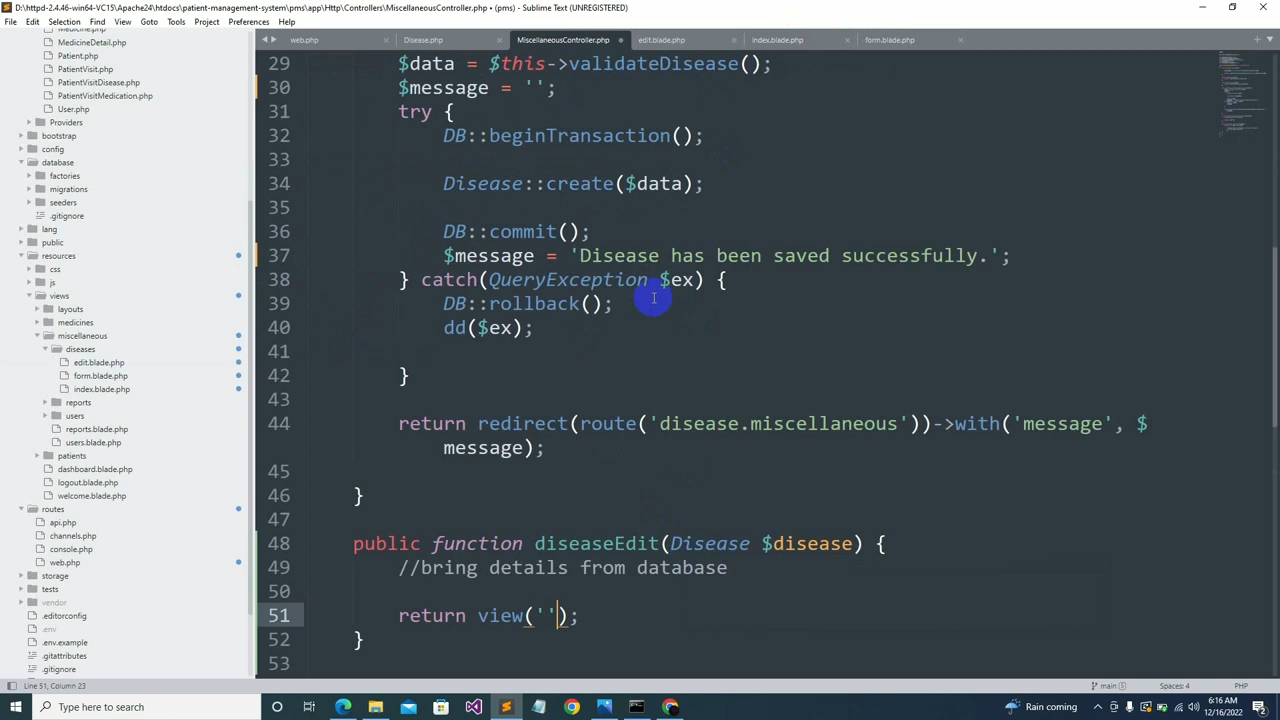 D:\httpd-2.4.46-win64-VC15\Apache24\htdocs\patient-management-system\pms\app\Http\Controllers\MiscellaneousController.php • (pms) - Sublime Text (UNREGISTERED)
File Edit Selection Find View Goto Tools Project Preferences Help
web.php Disease.php MiscellaneousController.php edit.blade.php index.blade.php form.blade.php
MedicineDetail.php
Patient.php
PatientVisit.php
PatientVisitDisease.php
PatientVisitMedication.php
User.php
Providers
bootstrap
config
database
factories
migrations
seeders
.gitignore
lang
public
resources
css
js
views
layouts
medicines
miscellaneous
diseases
edit.blade.php
form.blade.php
index.blade.php
reports
users
reports.blade.php
users.blade.php
patients
dashboard.blade.php
logout.blade.php
welcome.blade.php
routes
api.php
channels.php
console.php
web.php
storage
tests
vendor
.editorconfig
.env
.env.example
.gitattributes
.gitignore
29 $data = $this->validateDisease();
30 $message = '';
31 try {
32 DB::beginTransaction();
33
34 Disease::create($data);
35
36 DB::commit();
37 $message = 'Disease has been saved successfully.';
38 } catch(QueryException $ex) {
39 DB::rollback();
40 dd($ex);
41
42 }
43
44 return redirect(route('disease.miscellaneous'))->with('message', $
message);
45
46 }
47
48 public function diseaseEdit(Disease $disease) {
49 //bring details from database
50
51 return view('');
52 }
53
Line 51, Column 23 main 5 Spaces: 4 PHP
Type here to search Raining now 6:16 AM
12/16/2022